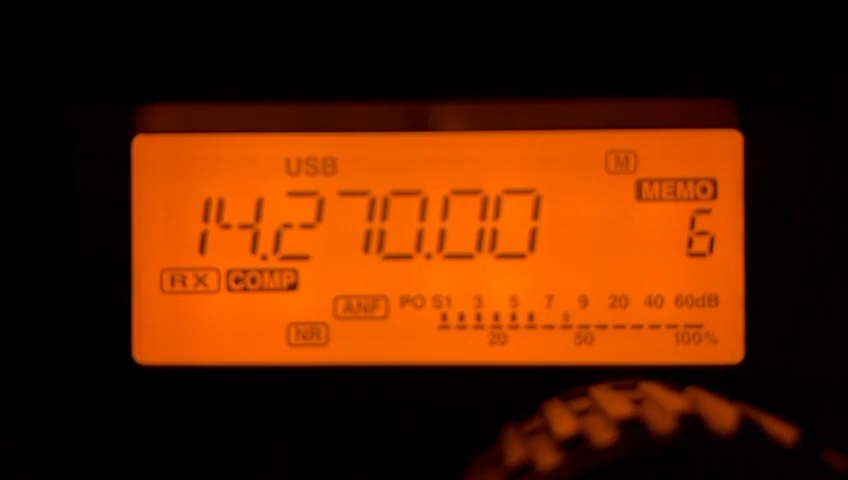 USB M
MEMO
14.270.00 6
RX COMP
ANF PO S1 3 5 7 9 20 40 60dB
NR 20 50 100%